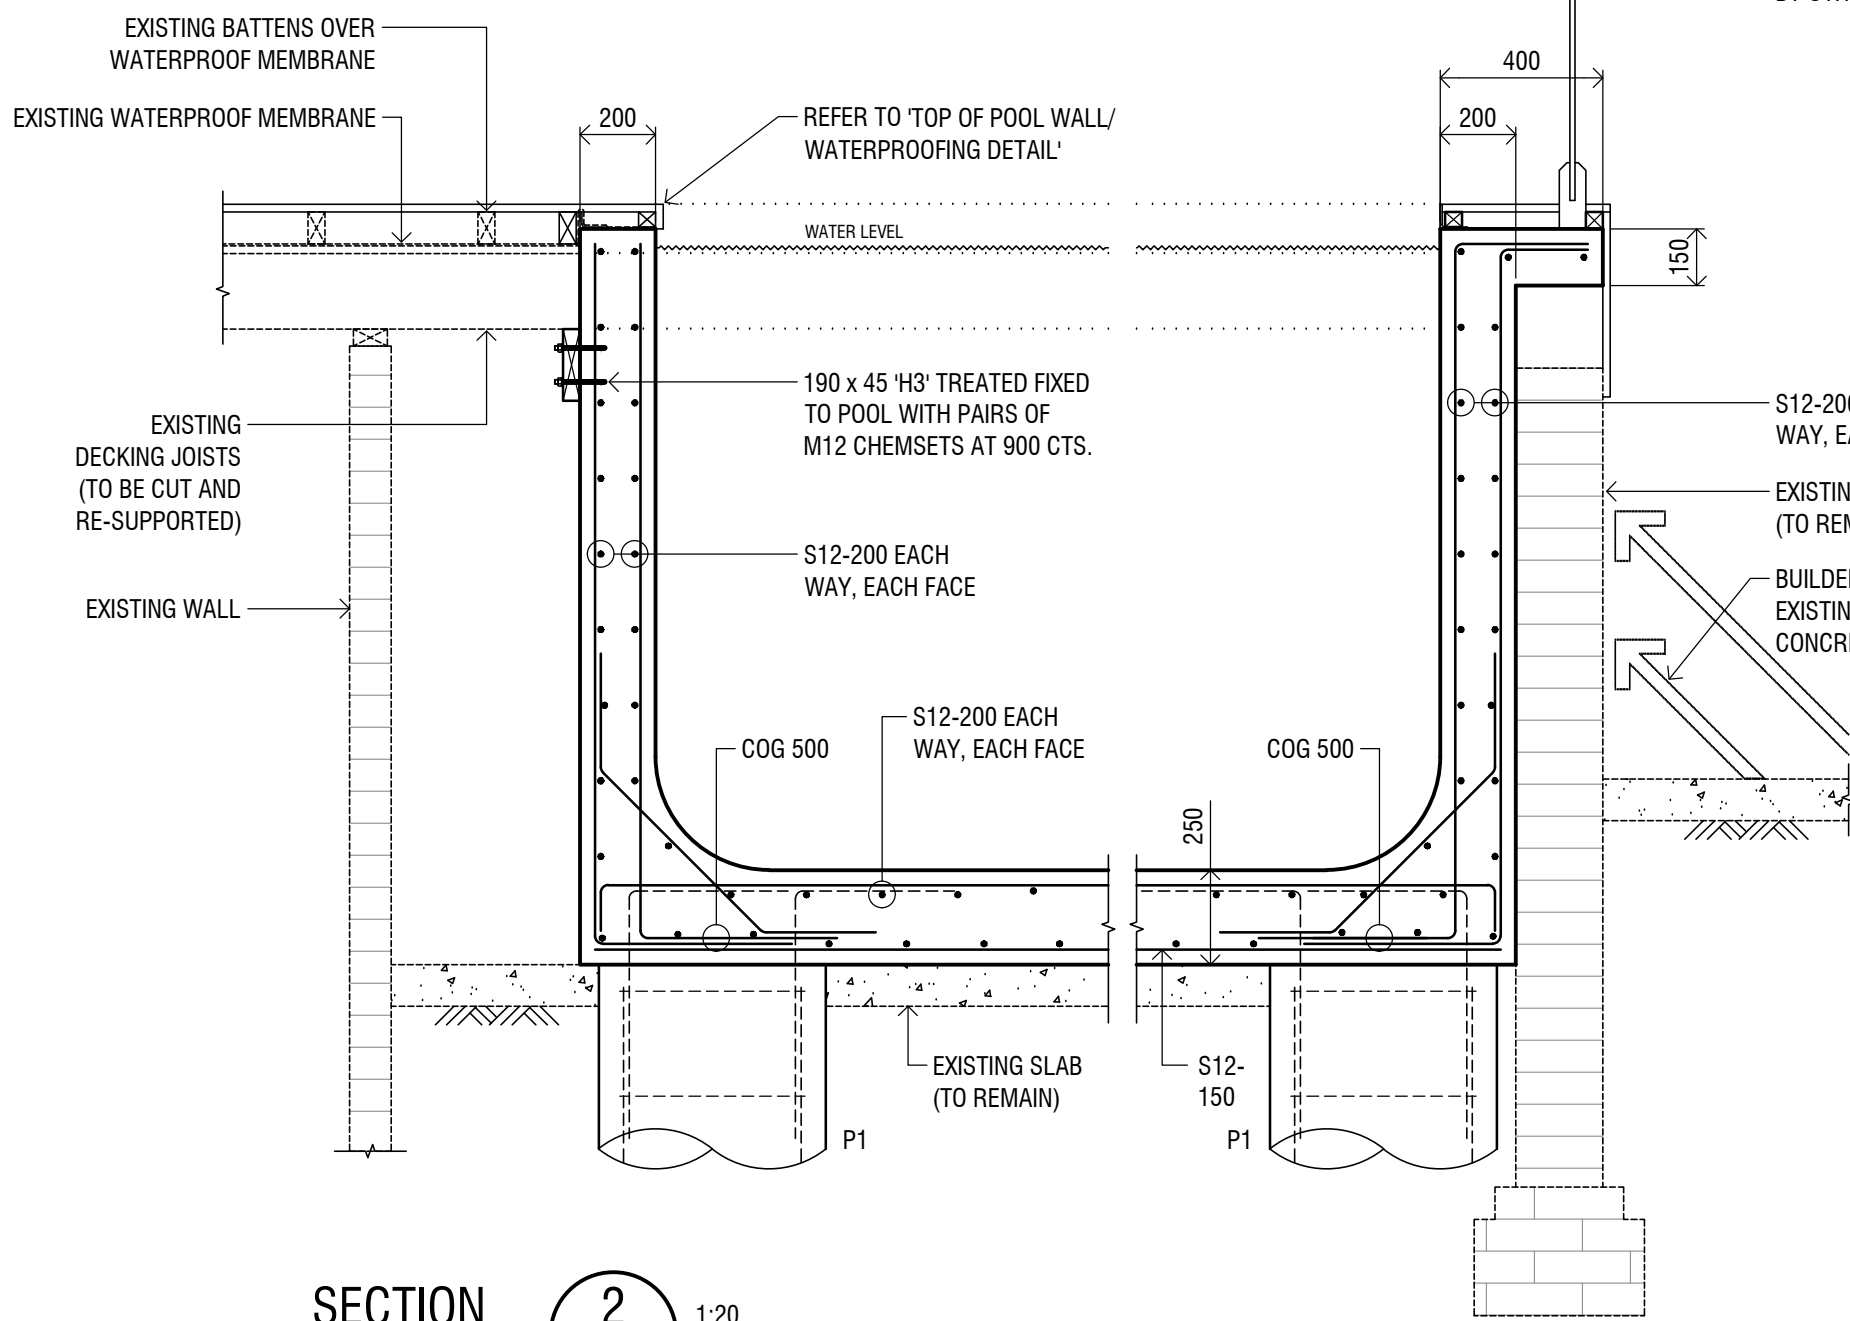 EXISTING BATTENS OVER
WATERPROOF MEMBRANE
EXISTING WATERPROOF MEMBRANE
200
REFER TO 'TOP OF POOL WALL/
WATERPROOFING DETAIL'
400
200
WATER LEVEL
150
190 x 45 'H3' TREATED FIXED
TO POOL WITH PAIRS OF
M12 CHEMSETS AT 900 CTS.
EXISTING
DECKING JOISTS
(TO BE CUT AND
RE-SUPPORTED)
S12-200
WAY,
(TO
S12-200 EACH
WAY, EACH FACE
EXISTING WALL
S12-200 EACH
WAY, EACH FACE
COG 500
COG 500
250
EXISTING SLAB
(TO REMAIN)
S12-
150
P1
P1
SECTION
2
1:20